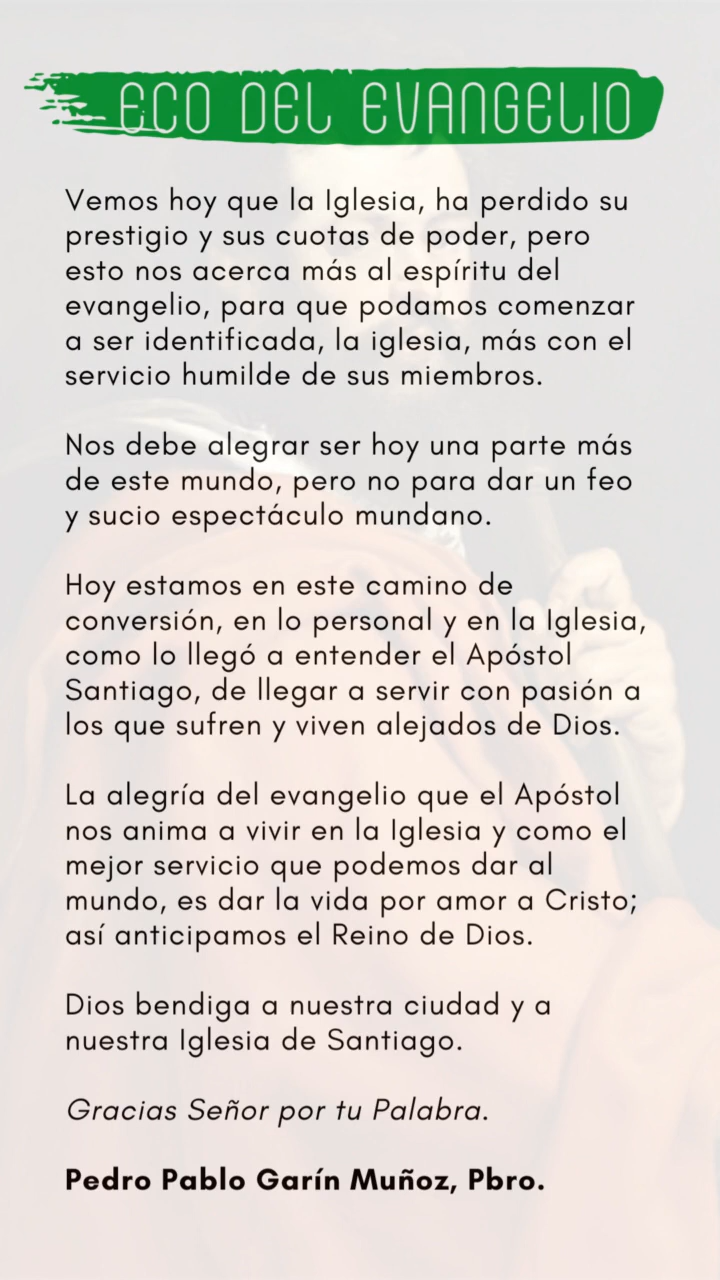 ECO DEL EVANGELIO
Vemos hoy que la Iglesia, ha perdido su
prestigio y sus cuotas de poder, pero
esto nos acerca más al espíritu del
evangelio, para que podamos comenzar
a ser identificada, la iglesia, más con el
servicio humilde de sus miembros.
Nos debe alegrar ser hoy una parte más
de este mundo, pero no para dar un feo
y sucio espectáculo mundano.
Hoy estamos en este camino de
conversión, en lo personal y en la Iglesia,
como lo llegó a entender el Apóstol
Santiago, de llegar a servir con pasión a
los que sufren y viven alejados de Dios.
La alegría del evangelio que el Apóstol
nos anima a vivir en la Iglesia y como el
mejor servicio que podemos dar al
mundo, es dar la vida por amor a Cristo;
así anticipamos el Reino de Dios.
Dios bendiga a nuestra ciudad y a
nuestra Iglesia de Santiago.
Gracias Señor por tu Palabra.
Pedro Pablo Garín Muñoz, Pbro.